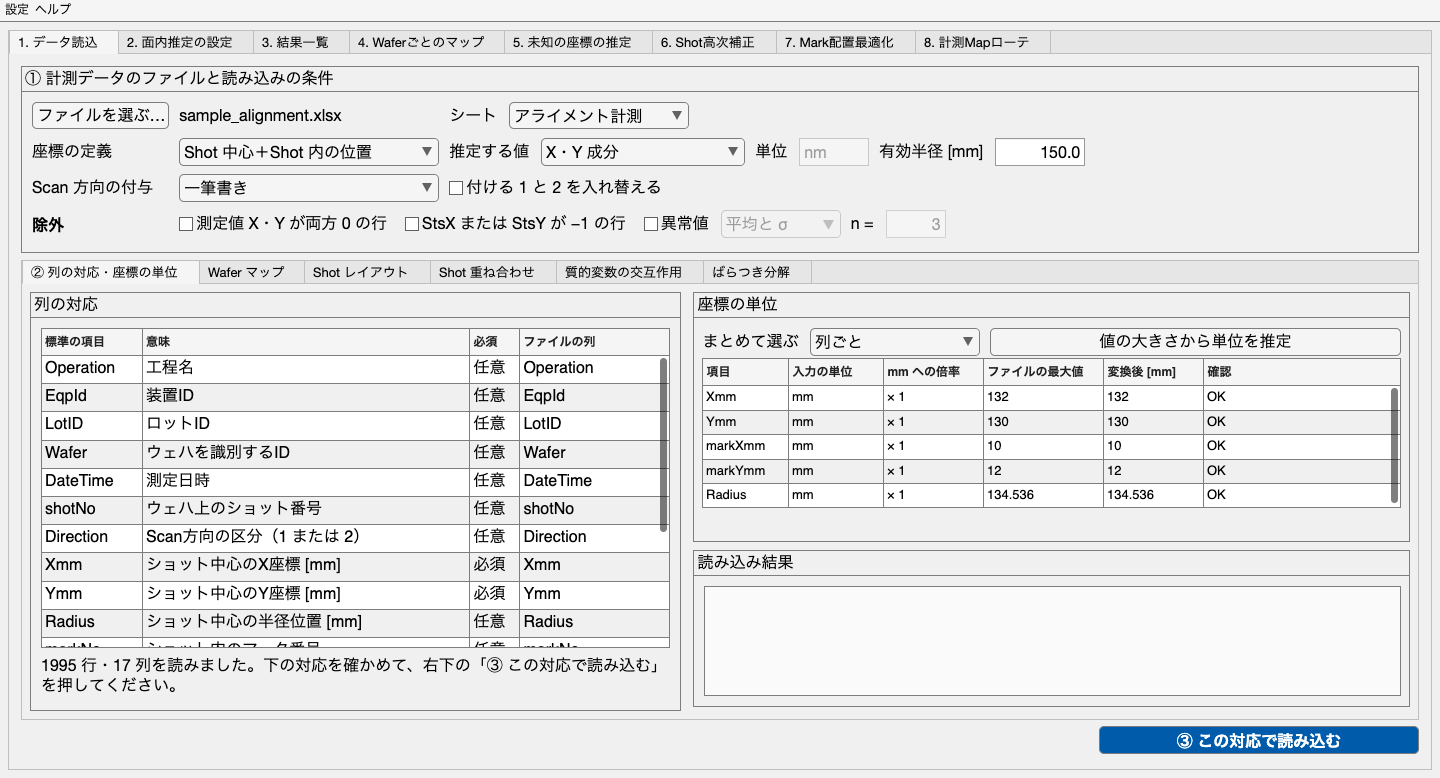 設定 ヘルプ
1. データ読込 2. 面内推定の設定 3. 結果一覧 4. Waferごとのマップ 5. 未知の座標の推定 6. Shot高次補正 7. Mark配置最適化 8. 計測Mapローテ
① 計測データのファイルと読み込みの条件
ファイルを選ぶ... sample_alignment.xlsx シート アライメント計測
座標の定義 Shot 中心＋Shot 内の位置 推定する値 X・Y 成分 単位 nm 有効半径 [mm] 150.0
Scan 方向の付与 一筆書き 付ける 1 と 2 を入れ替える
除外 測定値 X・Y が両方 0 の行 StsX または StsY が −1 の行 異常値 平均と σ n = 3
② 列の対応・座標の単位 Wafer マップ Shot レイアウト Shot 重ね合わせ 質的変数の交互作用 ばらつき分解
列の対応
標準の項目 意味 必須 ファイルの列
Operation 工程名 任意 Operation
EqpId 装置ID 任意 EqpId
LotID ロットID 任意 LotID
Wafer ウェハを識別するID 任意 Wafer
DateTime 測定日時 任意 DateTime
shotNo ウェハ上のショット番号 任意 shotNo
Direction Scan方向の区分（1 または 2） 任意 Direction
Xmm ショット中心のX座標 [mm] 必須 Xmm
Ymm ショット中心のY座標 [mm] 必須 Ymm
Radius ショット中心の半径位置 [mm] 任意 Radius
1995 行・17 列を読みました。下の対応を確かめて、右下の「③ この対応で読み込む」
を押してください。
座標の単位
まとめて選ぶ 列ごと 値の大きさから単位を推定
項目 入力の単位 mm への倍率 ファイルの最大値 変換後 [mm] 確認
Xmm mm × 1 132 132 OK
Ymm mm × 1 130 130 OK
markXmm mm × 1 10 10 OK
markYmm mm × 1 12 12 OK
Radius mm × 1 134.536 134.536 OK
読み込み結果
③ この対応で読み込む